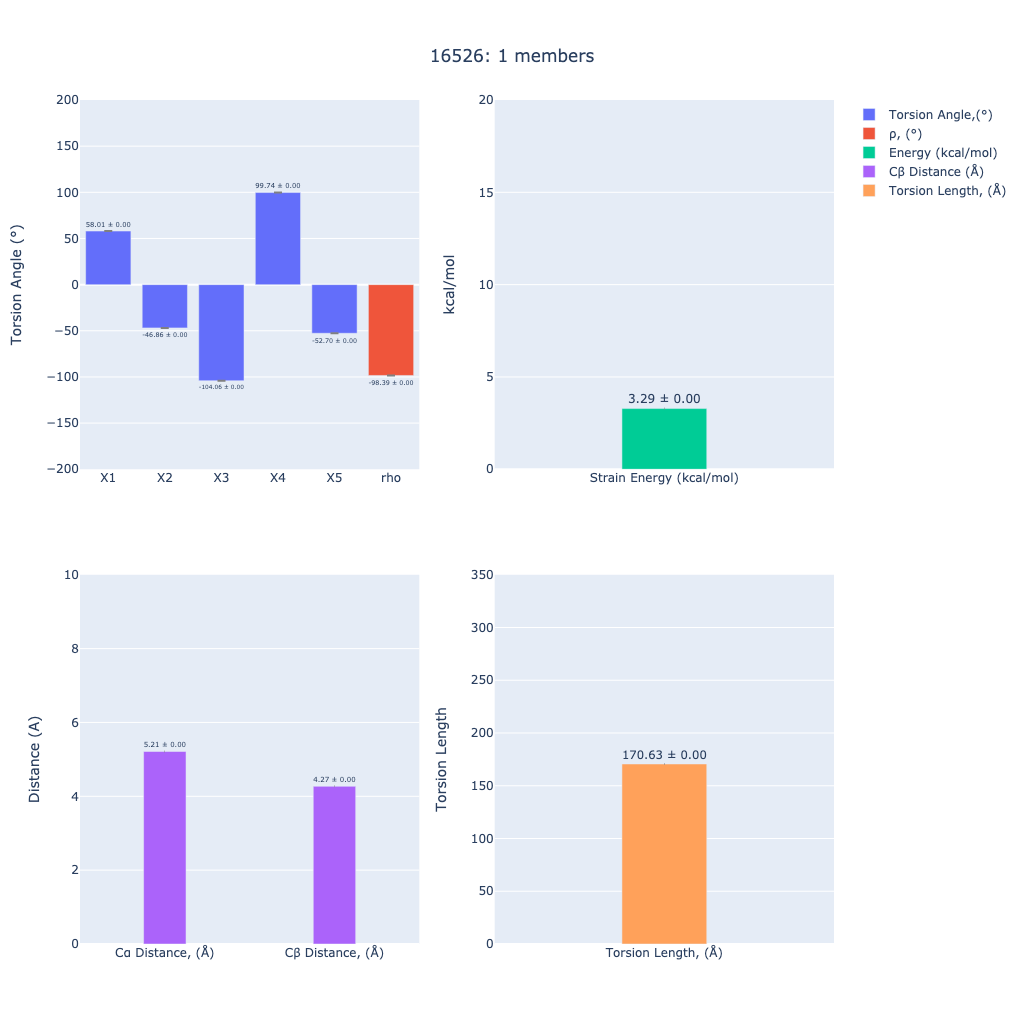 16526: 1 members
Torsion Angle (°)
200
150
100
50
0
−50
−100
−150
−200
58.01 ± 0.00
-46.86 ± 0.00
-104.06 ± 0.00
99.74 ± 0.00
-52.70 ± 0.00
-98.39 ± 0.00
X1 X2 X3 X4 X5 rho
kcal/mol
20
15
10
5
0
3.29 ± 0.00
Strain Energy (kcal/mol)
Torsion Angle,(°)
ρ, (°)
Energy (kcal/mol)
Cβ Distance (Å)
Torsion Length, (Å)
Distance (A)
10
8
6
4
2
0
5.21 ± 0.00
4.27 ± 0.00
Cα Distance, (Å) Cβ Distance, (Å)
Torsion Length
350
300
250
200
150
100
50
0
170.63 ± 0.00
Torsion Length, (Å)